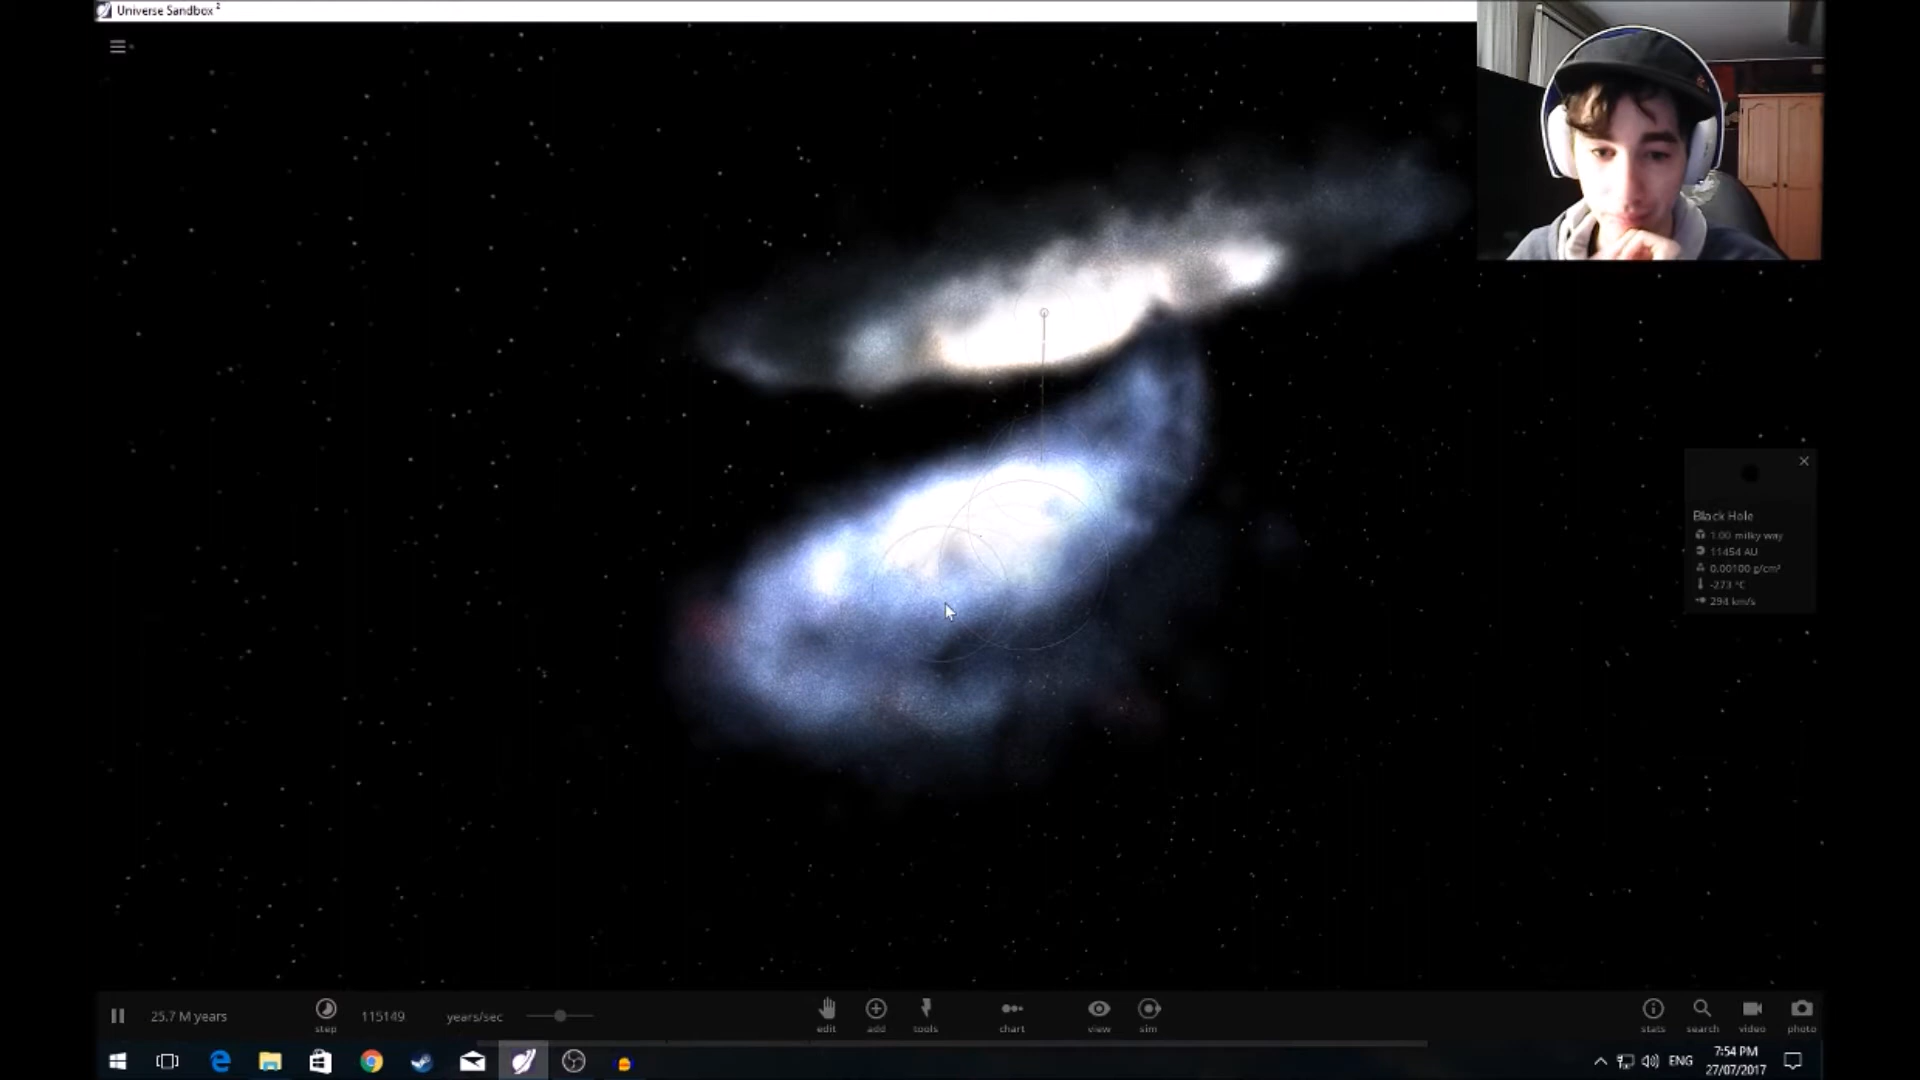 Universe Sandbox ²
Black Hole
1.00 milky way
11454 AU
0.00100 g/cm³
-273 °C
294 km/s
25.7 M years
step
115149
years/sec
edit
add
tools
chart
view
sim
stats
search
video
photo
ENG
7:54 PM
27/07/2017